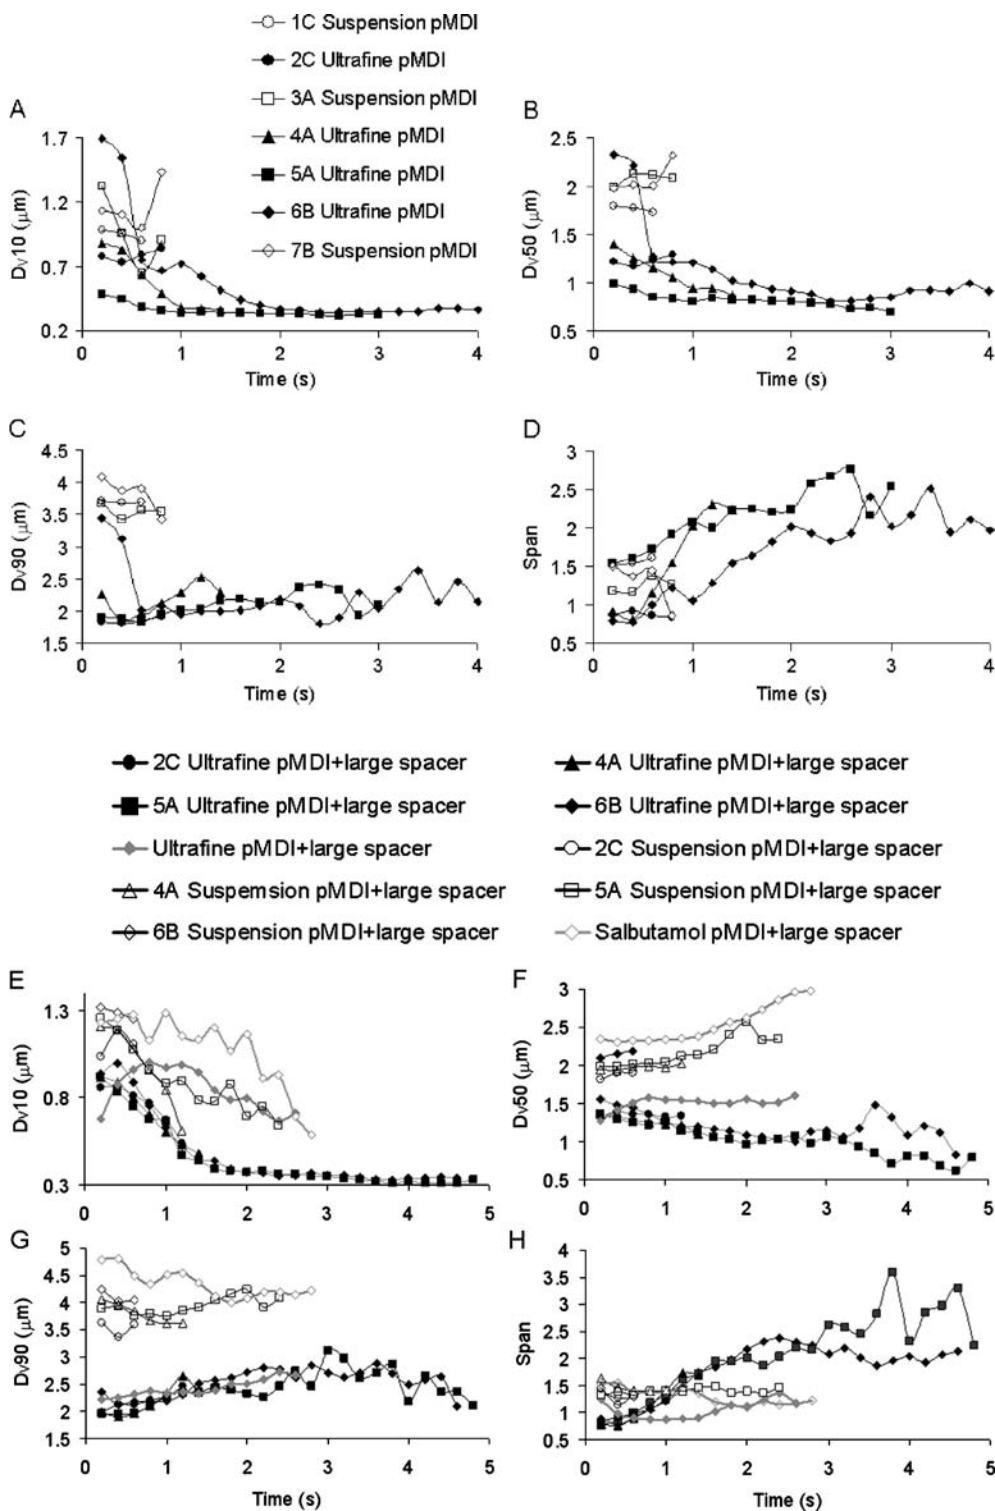 1C Suspension pMDI
2C Ultrafine pMDI
3A Suspension pMDI
4A Ultrafine pMDI
5A Ultrafine pMDI
6B Ultrafine pMDI
7B Suspension pMDI
A
1.7
1.2
0.7
0.2
Dv10 (μm)
0 1 2 3 4
Time (s)
B
2.5
2
1.5
1
0.5
Dv50 (μm)
0 1 2 3 4
Time (s)
C
4.5
4
3.5
3
2.5
2
1.5
Dv90 (μm)
0 1 2 3 4
Time (s)
D
3
2.5
2
1.5
1
0.5
Span
0 1 2 3 4
Time (s)
2C Ultrafine pMDI+large spacer
4A Ultrafine pMDI+large spacer
5A Ultrafine pMDI+large spacer
6B Ultrafine pMDI+large spacer
Ultrafine pMDI+large spacer
2C Suspension pMDI+large spacer
4A Suspemsion pMDI+large spacer
5A Suspension pMDI+large spacer
6B Suspension pMDI+large spacer
Salbutamol pMDI+large spacer
E
1.3
0.8
0.3
Dv10 (μm)
0 1 2 3 4 5
F
3
2.5
2
1.5
1
0.5
Dv50 (μm)
0 1 2 3 4 5
G
5
4.5
4
3.5
3
2.5
2
1.5
Dv90 (μm)
0 1 2 3 4 5
Time (s)
H
4
3.5
3
2.5
2
1.5
1
0.5
Span
0 1 2 3 4 5
Time (s)